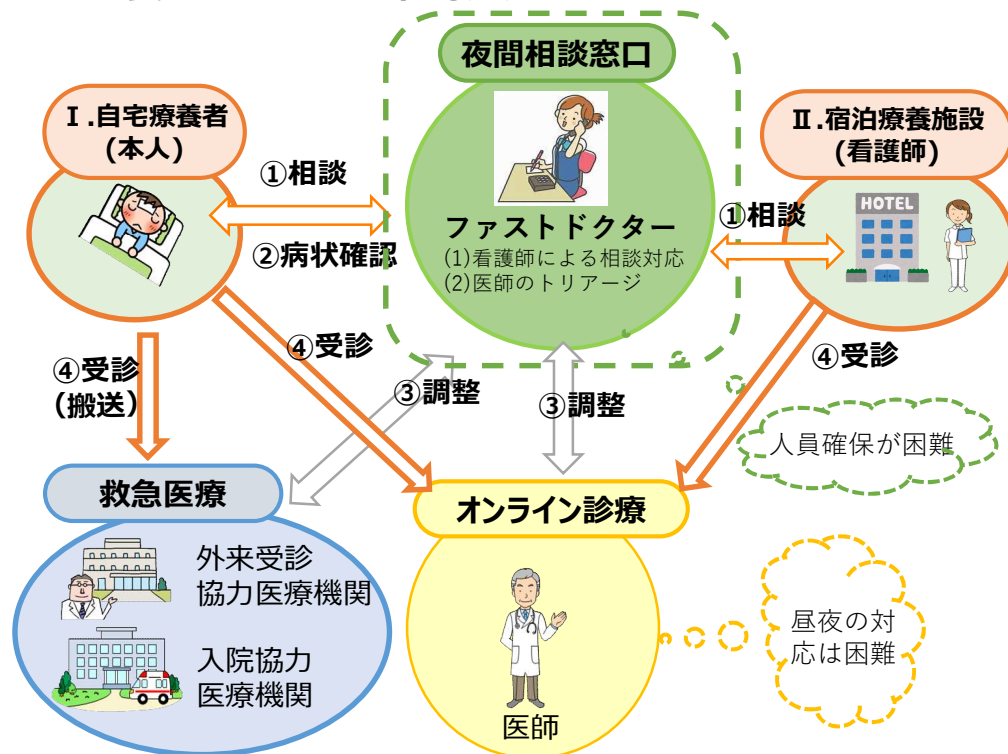 夜間相談窓口
Ⅰ.自宅療養者
(本人)
Ⅱ.宿泊療養施設
(看護師)
①相談
②病状確認
ファストドクター
(1)看護師による相談対応
(2)医師のトリアージ
①相談
HOTEL
④受診
(搬送)
④受診
③調整
③調整
④受診
人員確保が困難
救急医療
外来受診
協力医療機関
入院協力
医療機関
オンライン診療
医師
昼夜の対
応は困難